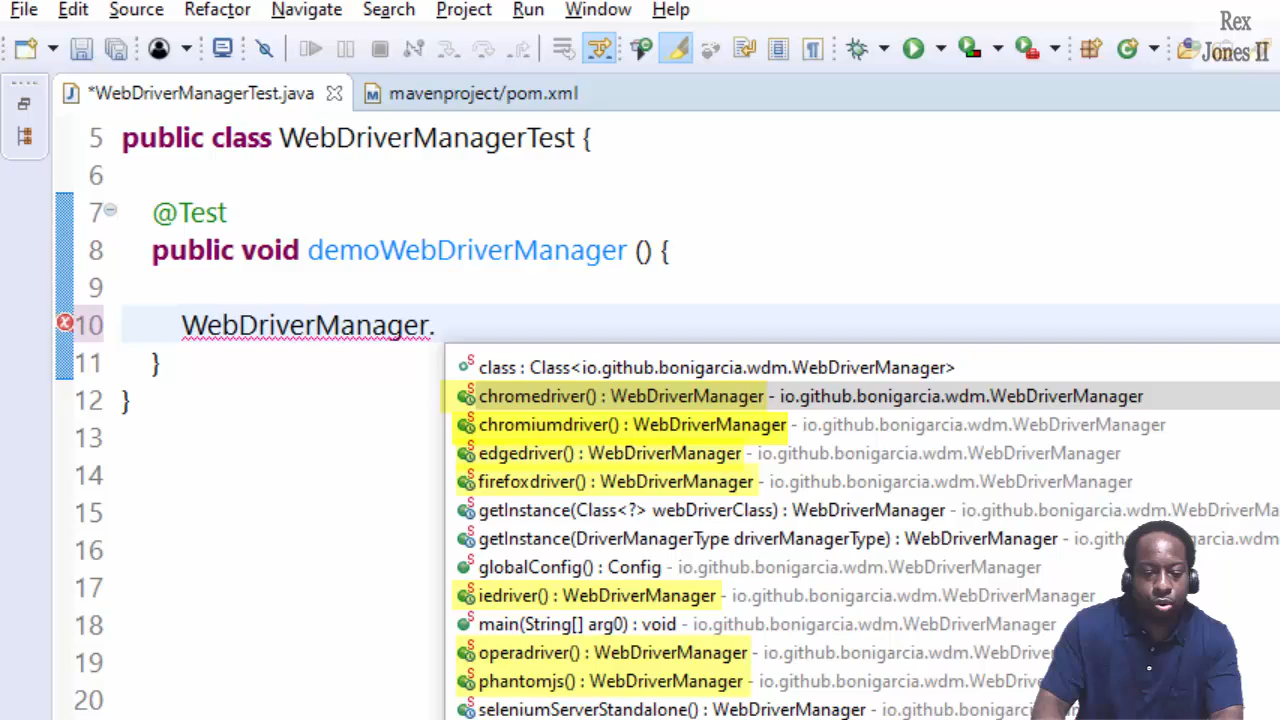 File Edit Source Refactor Navigate Search Project Run Window Help
Rex
Jones II
*WebDriverManagerTest.java mavenproject/pom.xml
5 public class WebDriverManagerTest {
6
7 @Test
8 public void demoWebDriverManager () {
9
10 WebDriverManager.
11 }
12 }
13
14
15
16
17
18
19
20
class : Class<io.github.bonigarcia.wdm.WebDriverManager>
chromedriver() : WebDriverManager - io.github.bonigarcia.wdm.WebDriverManager
chromiumdriver() : WebDriverManager - io.github.bonigarcia.wdm.WebDriverManager
edgedriver() : WebDriverManager - io.github.bonigarcia.wdm.WebDriverManager
firefoxdriver() : WebDriverManager - io.github.bonigarcia.wdm.WebDriverManager
getInstance(Class<?> webDriverClass) : WebDriverManager - io.github.bonigarcia.wdm.WebDriverMa
getInstance(DriverManagerType driverManagerType) : WebDriverManager - io.gith
globalConfig() : Config - io.github.bonigarcia.wdm.WebDriverManager
iedriver() : WebDriverManager - io.github.bonigarcia.wdm.WebDriverManager
main(String[] arg0) : void - io.github.bonigarcia.wdm.WebDriverManager
operadriver() : WebDriverManager - io.github.bonigarcia.wdm.WebDrive
phantomjs() : WebDriverManager - io.github.bonigarcia.wdm.WebDriv
seleniumServerStandalone() : WebDriverManager - io.github.bonigarcia.wdm